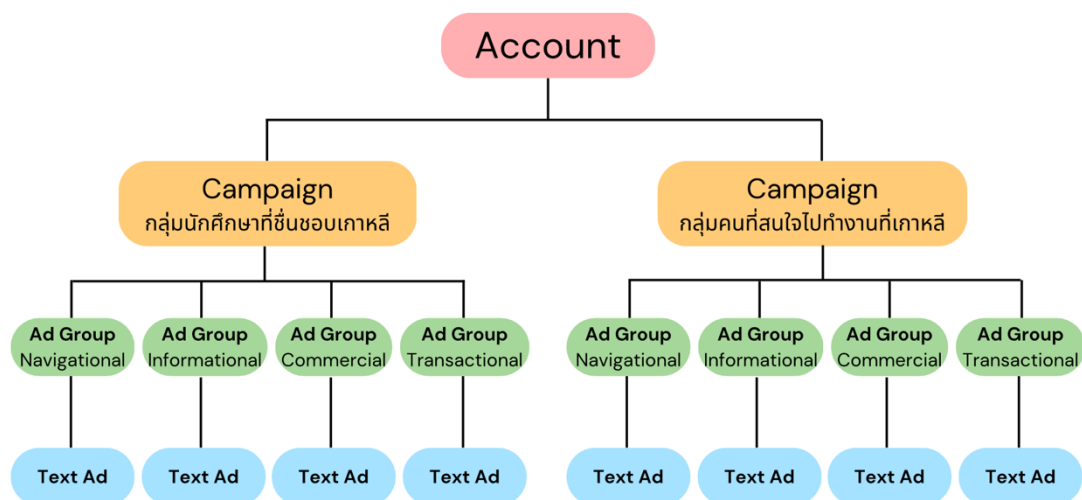 Account
Campaign
กลุ่มนักศึกษาที่ชื่นชอบเกาหลี
Campaign
กลุ่มคนที่สนใจไปทำงานที่เกาหลี
Ad Group
Navigational
Ad Group
Informational
Ad Group
Commercial
Ad Group
Transactional
Ad Group
Navigational
Ad Group
Informational
Ad Group
Commercial
Ad Group
Transactional
Text Ad
Text Ad
Text Ad
Text Ad
Text Ad
Text Ad
Text Ad
Text Ad